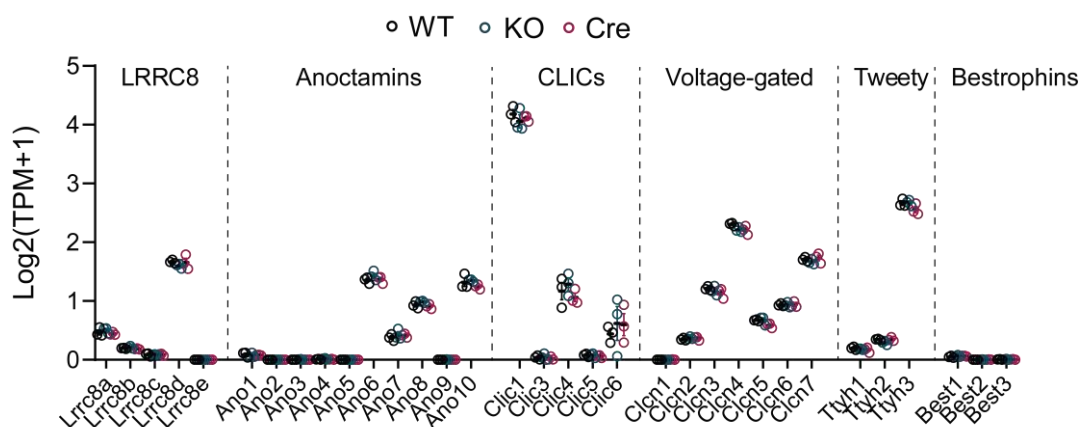 WT KO Cre
LRRC8 Anoctamins CLICs Voltage-gated Tweety Bestrophins
Log2(TPM+1)
5
4
3
2
1
0
Lrrc8a Lrrc8b Lrrc8c Lrrc8d Lrrc8e Ano1 Ano2 Ano3 Ano4 Ano5 Ano6 Ano7 Ano8 Ano9 Ano10 Clic1 Clic3 Clic4 Clic5 Clic6 Clcn1 Clcn2 Clcn3 Clcn4 Clcn5 Clcn6 Clcn7 Ttyh1 Ttyh2 Ttyh3 Best1 Best2 Best3